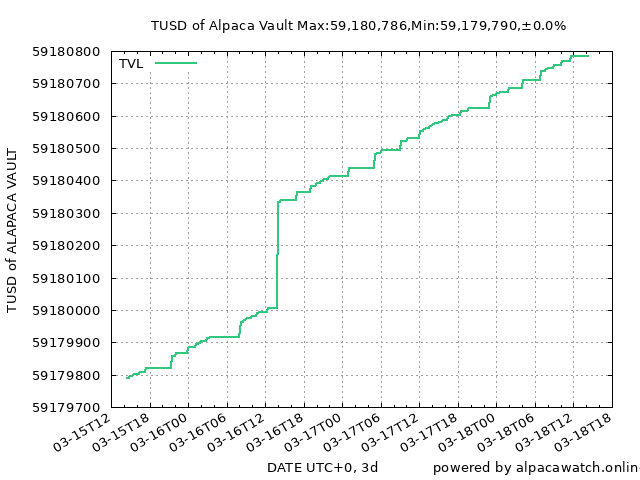 TUSD of Alpaca Vault Max:59,180,786,Min:59,179,790,±0.0%
TVL
TUSD of ALAPACA VAULT
59180800
59180700
59180600
59180500
59180400
59180300
59180200
59180100
59180000
59179900
59179800
59179700
03-15T12
03-15T18
03-16T00
03-16T06
03-16T12
03-16T18
03-17T00
03-17T06
03-17T12
03-17T18
03-18T00
03-18T06
03-18T12
03-18T18
DATE UTC+0, 3d
powered by alpacawatch.onlin